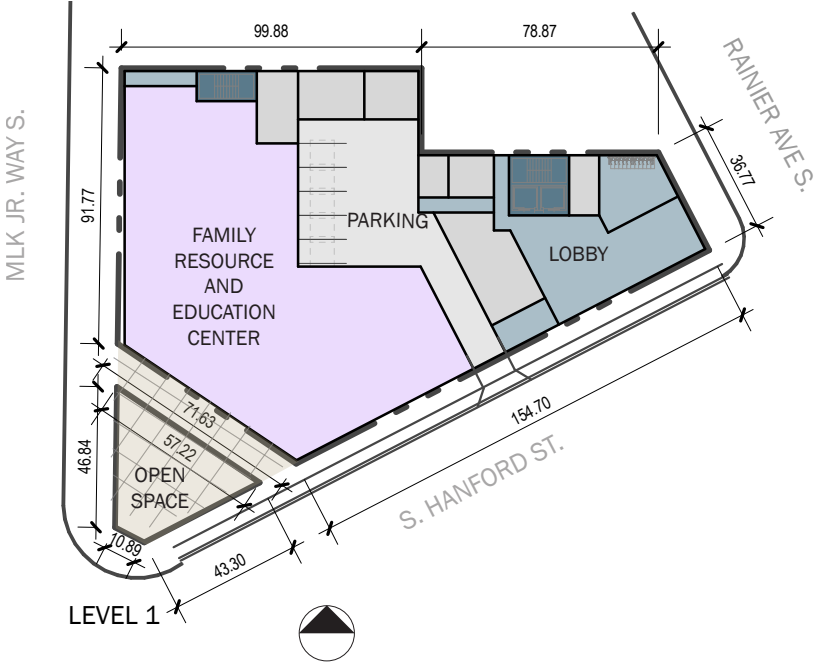 99.88
78.87
RAINIER AVE S.
36.77
MLK JR. WAY S.
91.77
FAMILY
RESOURCE
AND
EDUCATION
CENTER
PARKING
LOBBY
71.63
57.22
46.84
OPEN
SPACE
10.89
154.70
S. HANFORD ST.
43.30
LEVEL 1